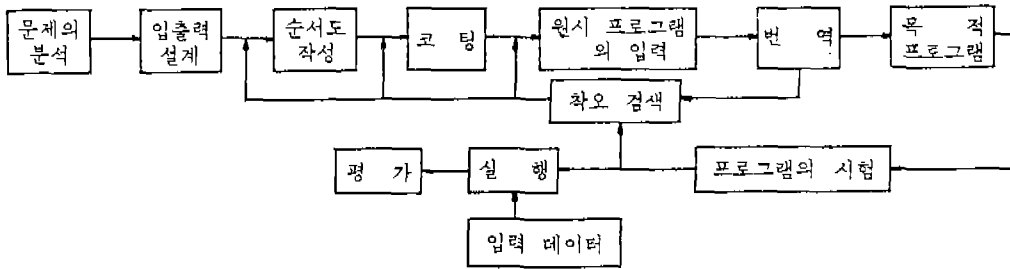 문제의
분석
입출력
설계
순서도
작성
코 팅
원시 프로그램
의 입력
번 역
목 적
프로그램
착오 검색
평 가
실 행
프로그램의 시험
입력 데이터